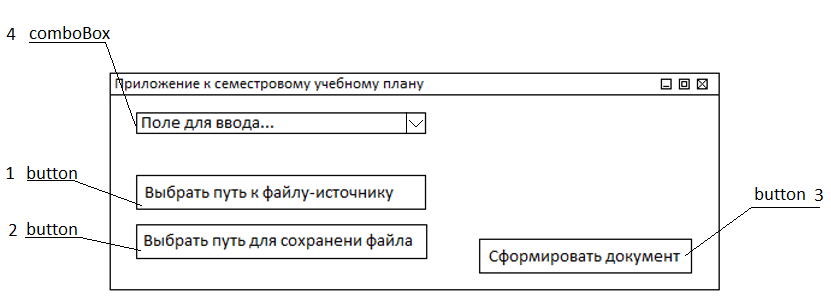 4 comboBox
Приложение к семестровому учебному плану
Поле для ввода...
1 button
Выбрать путь к файлу-источнику
button 3
2 button
Выбрать путь для сохранени файла
Сформировать документ